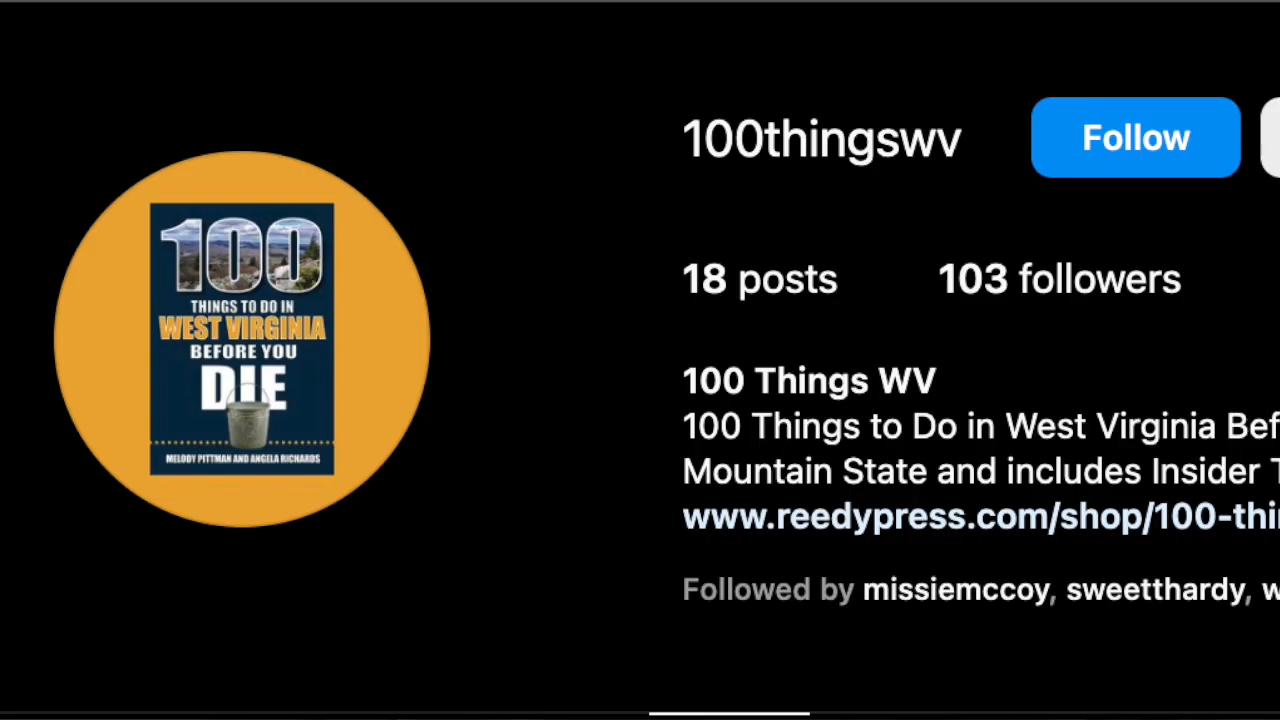 100
THINGS TO DO IN
WEST VIRGINIA
BEFORE YOU
DIE
MELODY PITTMAN AND ANGELA RICHARDS
100thingswv
Follow
18 posts 103 followers
100 Things WV
100 Things to Do in West Virginia Bef
Mountain State and includes Insider T
www.reedypress.com/shop/100-thi
Followed by missiemccoy, sweetthardy, w